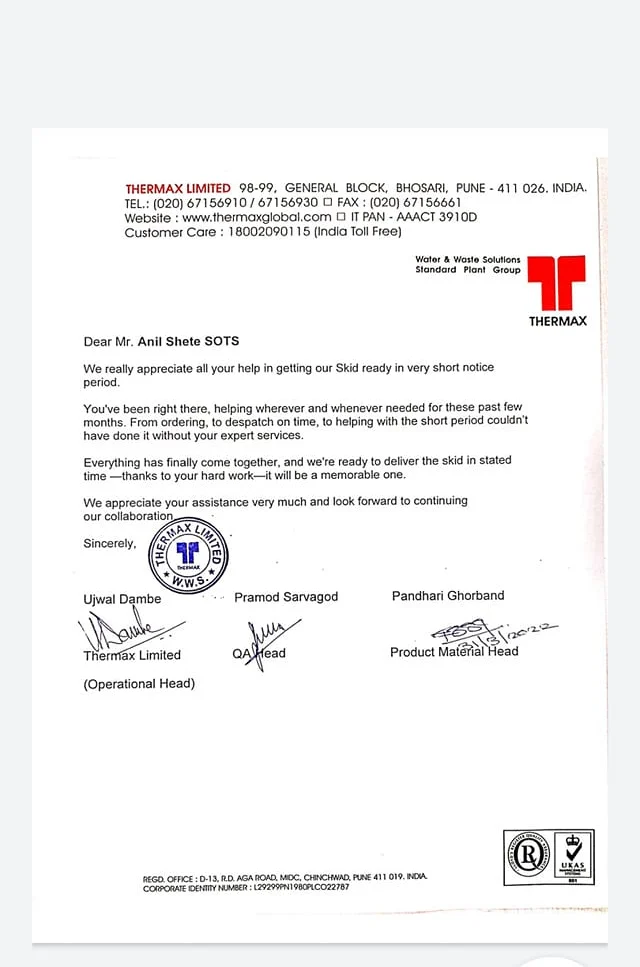 THERMAX LIMITED 98-99, GENERAL BLOCK, BHOSARI, PUNE - 411 026. INDIA.
TEL.: (020) 67156910 / 67156930 □ FAX : (020) 67156661
Website : www.thermaxglobal.com □ IT PAN - AAACT 3910D
Customer Care : 18002090115 (India Toll Free)
Water & Waste Solutions
Standard Plant Group
THERMAX
Dear Mr. Anil Shete SOTS
We really appreciate all your help in getting our Skid ready in very short notice
period.
You've been right there, helping wherever and whenever needed for these past few
months. From ordering, to despatch on time, to helping with the short period couldn't
have done it without your expert services.
Everything has finally come together, and we're ready to deliver the skid in stated
time —thanks to your hard work—it will be a memorable one.
We appreciate your assistance very much and look forward to continuing
our collaboration
Sincerely,
THERMAX LIMITED
THERMAX
★ W.W.S. ★
Ujwal Dambe Pramod Sarvagod Pandhari Ghorband
31/3/2022
Thermax Limited QA Head Product Material Head
(Operational Head)
R
UKAS
MANAGEMENT
SYSTEMS
REGD. OFFICE : D-13, R.D. AGA ROAD, MIDC, CHINCHWAD, PUNE 411 019. INDIA.
CORPORATE IDENTITY NUMBER : L29299PN1980PLCO22787